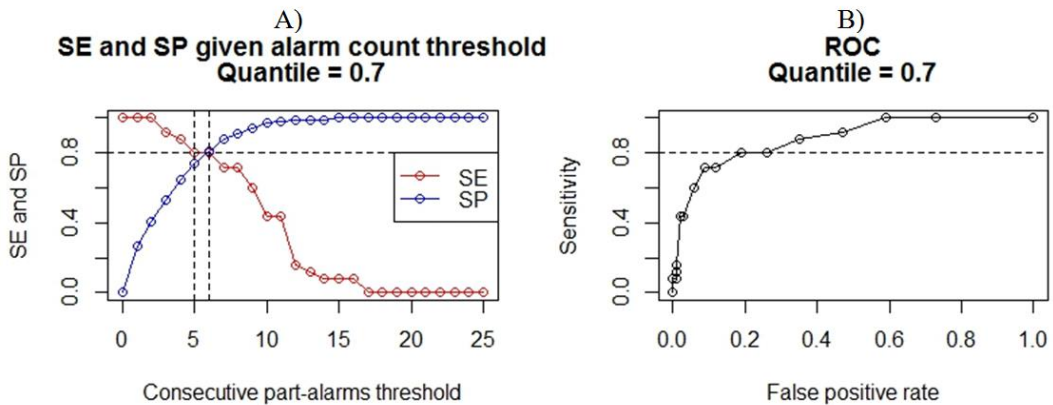 A)
SE and SP given alarm count threshold
Quantile = 0.7
SE and SP
0.0
0.4
0.8
SE
SP
0
5
10
15
20
25
Consecutive part-alarms threshold
B)
ROC
Quantile = 0.7
Sensitivity
0.0
0.4
0.8
0.0
0.2
0.4
0.6
0.8
1.0
False positive rate